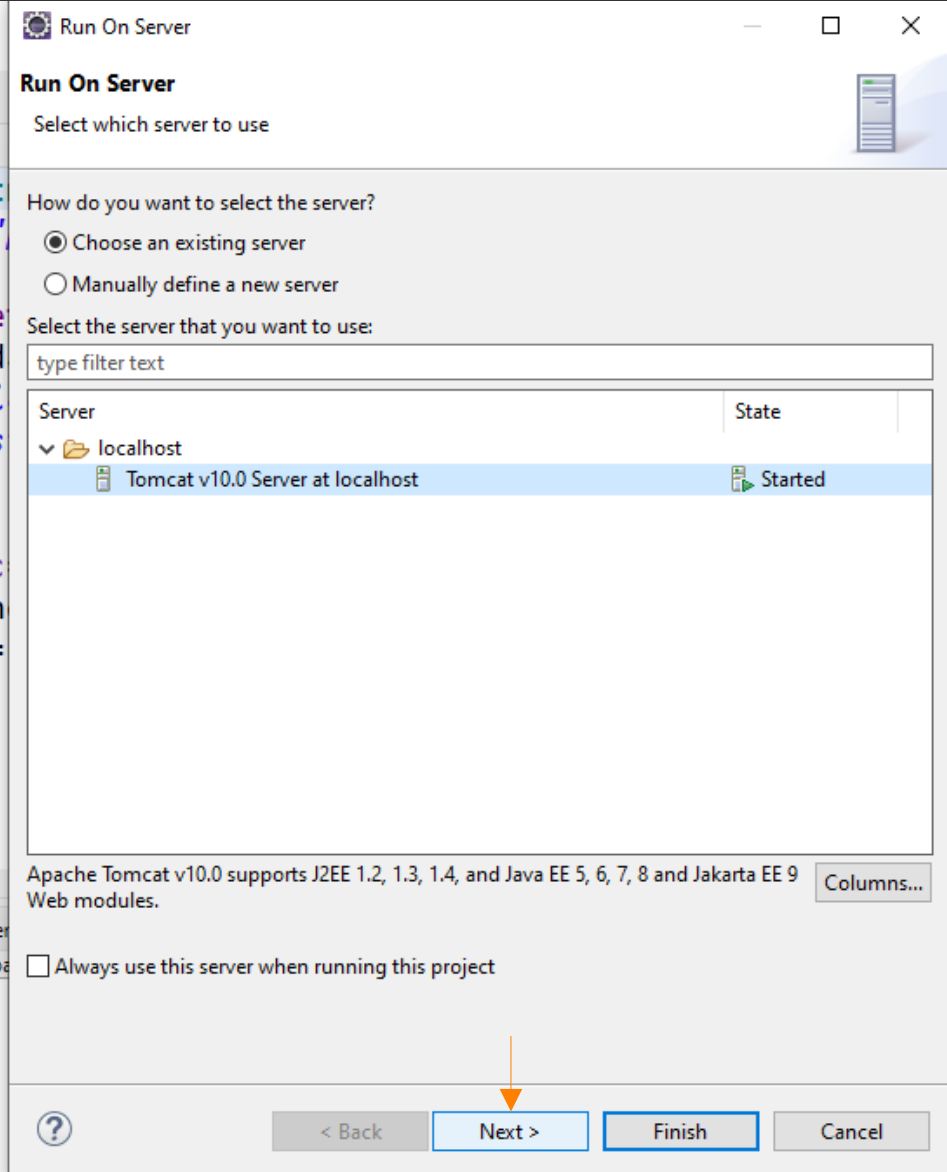 Run On Server
Run On Server
Select which server to use
How do you want to select the server?
Choose an existing server
Manually define a new server
Select the server that you want to use:
type filter text
Server State
localhost
Tomcat v10.0 Server at localhost Started
Apache Tomcat v10.0 supports J2EE 1.2, 1.3, 1.4, and Java EE 5, 6, 7, 8 and Jakarta EE 9
Web modules.
Columns...
Always use this server when running this project
? < Back Next > Finish Cancel